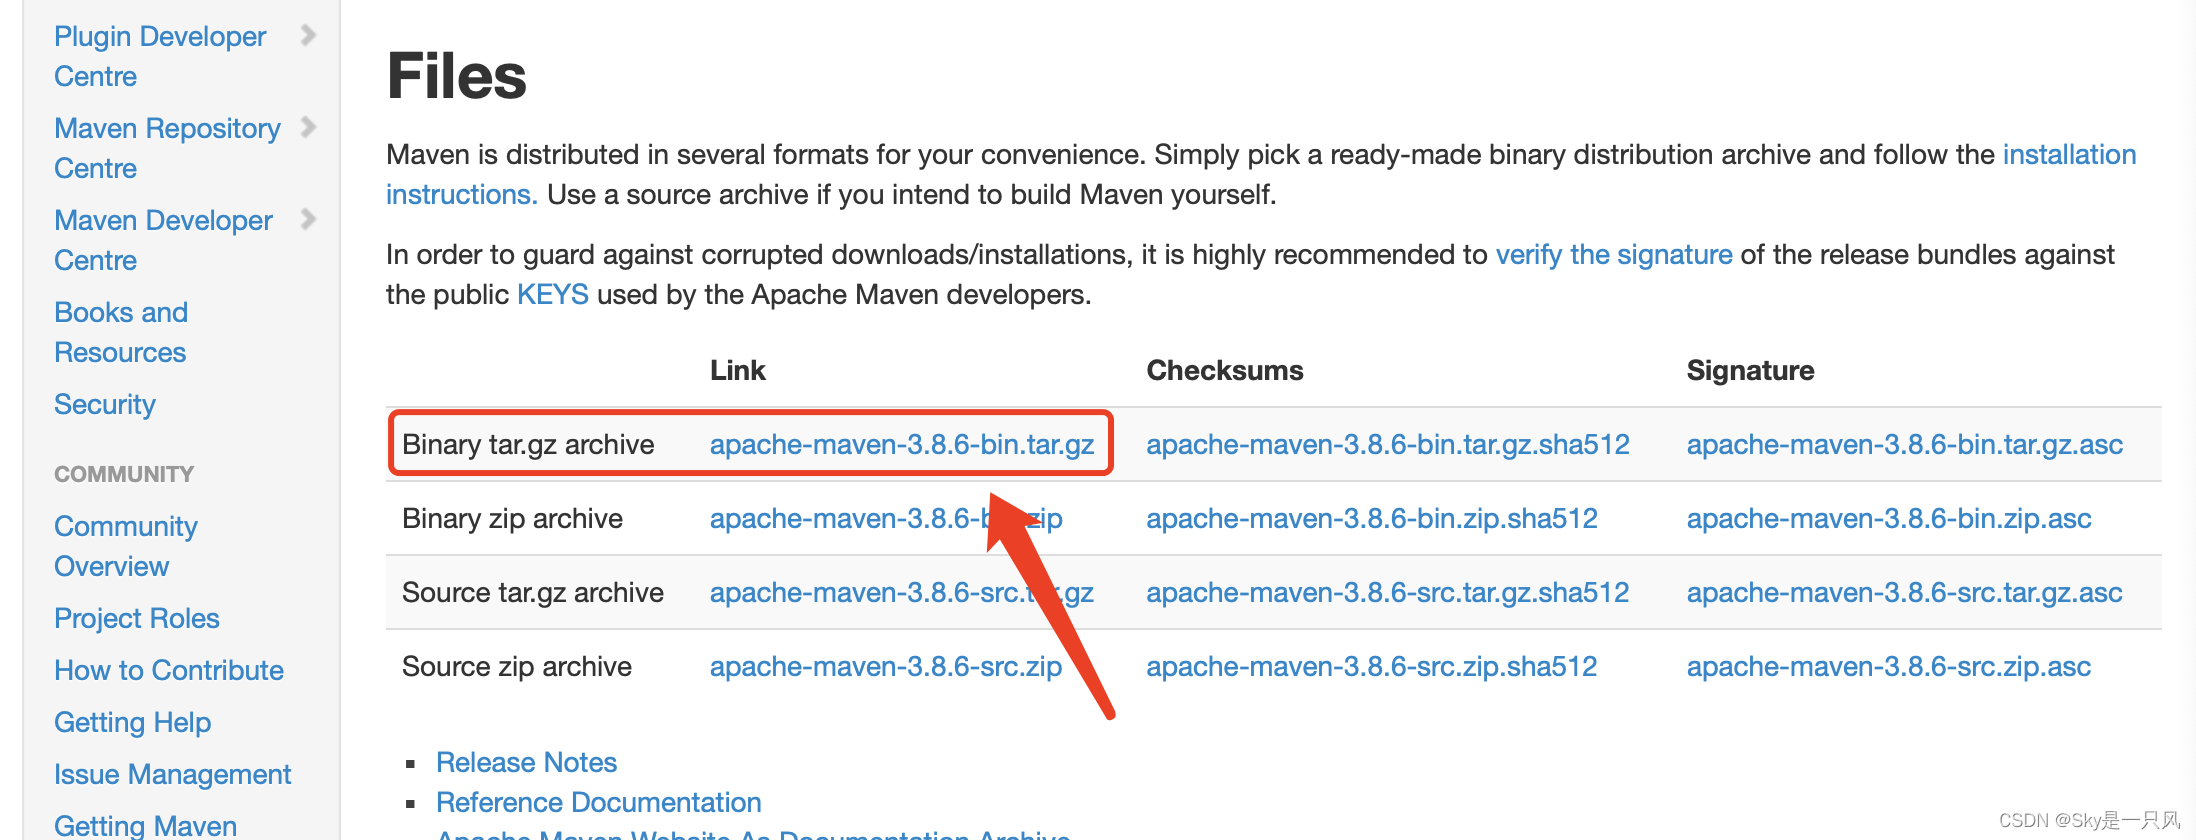 Plugin Developer
Centre
Maven Repository
Centre
Maven Developer
Centre
Books and
Resources
Security
COMMUNITY
Community
Overview
Project Roles
How to Contribute
Getting Help
Issue Management
Getting Maven
Files
Maven is distributed in several formats for your convenience. Simply pick a ready-made binary distribution archive and follow the installation
instructions. Use a source archive if you intend to build Maven yourself.
In order to guard against corrupted downloads/installations, it is highly recommended to verify the signature of the release bundles against
the public KEYS used by the Apache Maven developers.
Link Checksums Signature
Binary tar.gz archive apache-maven-3.8.6-bin.tar.gz apache-maven-3.8.6-bin.tar.gz.sha512 apache-maven-3.8.6-bin.tar.gz.asc
Binary zip archive apache-maven-3.8.6-bin.zip apache-maven-3.8.6-bin.zip.sha512 apache-maven-3.8.6-bin.zip.asc
Source tar.gz archive apache-maven-3.8.6-src.tar.gz apache-maven-3.8.6-src.tar.gz.sha512 apache-maven-3.8.6-src.tar.gz.asc
Source zip archive apache-maven-3.8.6-src.zip apache-maven-3.8.6-src.zip.sha512 apache-maven-3.8.6-src.zip.asc
Release Notes
Reference Documentation
Apache Maven Website As Documentation Archive
CSDN @Sky是一只风